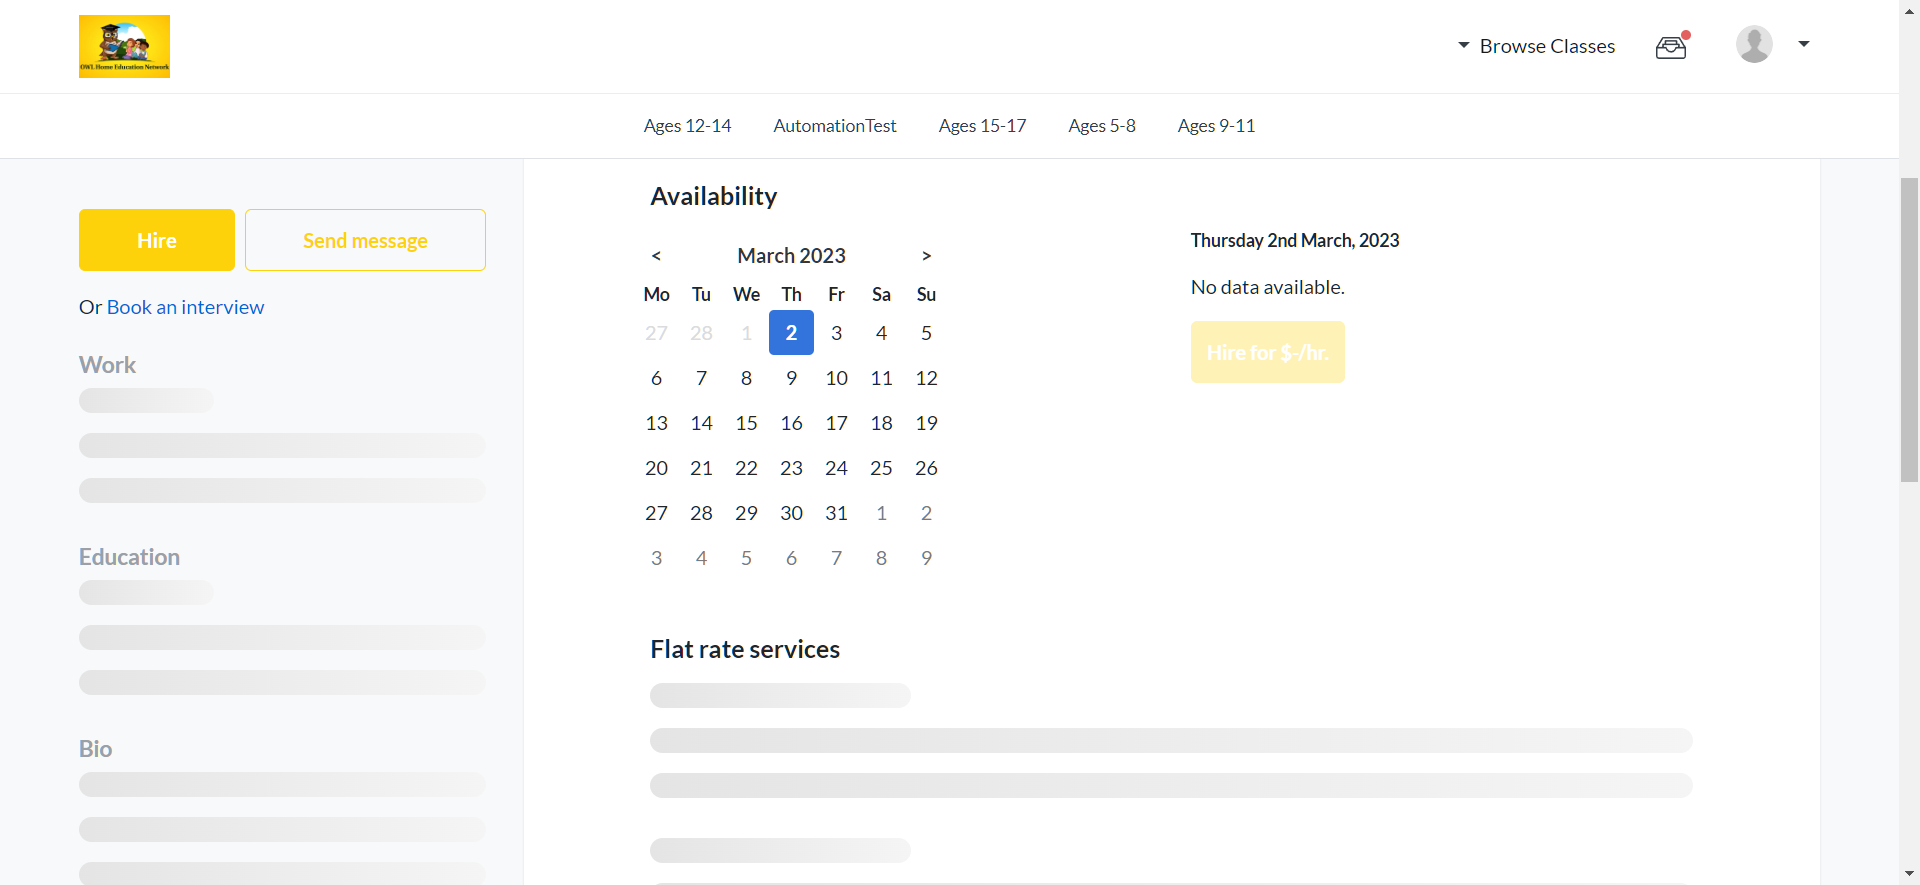 OWL Home Education Network
Browse Classes
Ages 12-14 AutomationTest Ages 15-17 Ages 5-8 Ages 9-11
Hire Send message
Or Book an interview
Work
Education
Bio
Availability
< March 2023 >
Mo Tu We Th Fr Sa Su
27 28 1 2 3 4 5
6 7 8 9 10 11 12
13 14 15 16 17 18 19
20 21 22 23 24 25 26
27 28 29 30 31 1 2
3 4 5 6 7 8 9
Thursday 2nd March, 2023
No data available.
Hire for $-/hr.
Flat rate services